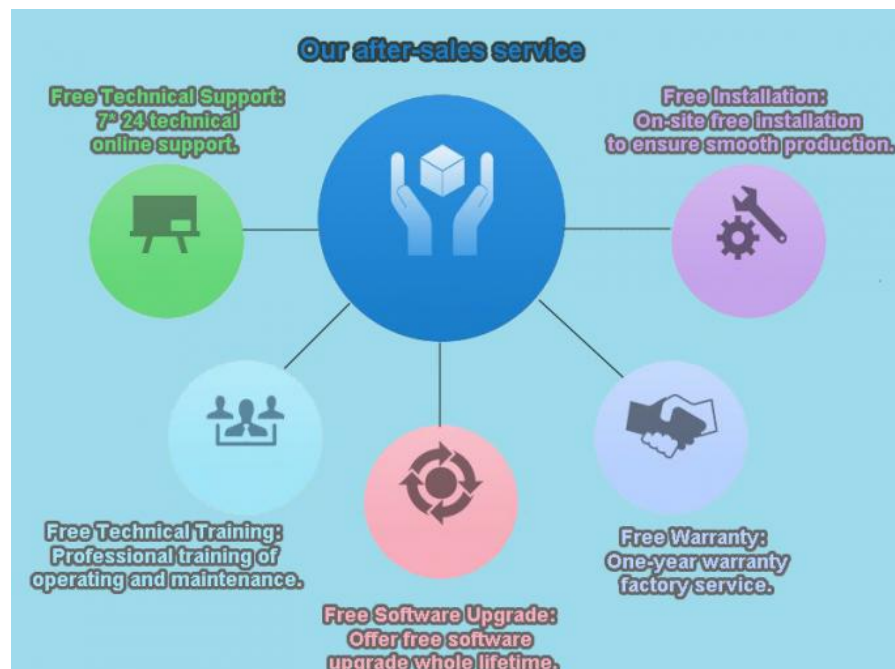 Our after-sales service
Free Technical Support:
7* 24 technical
online support.
Free Installation:
On-site free installation
to ensure smooth production.
Free Technical Training:
Professional training of
operating and maintenance.
Free Warranty:
One-year warranty
factory service.
Free Software Upgrade:
Offer free software
upgrade whole lifetime.